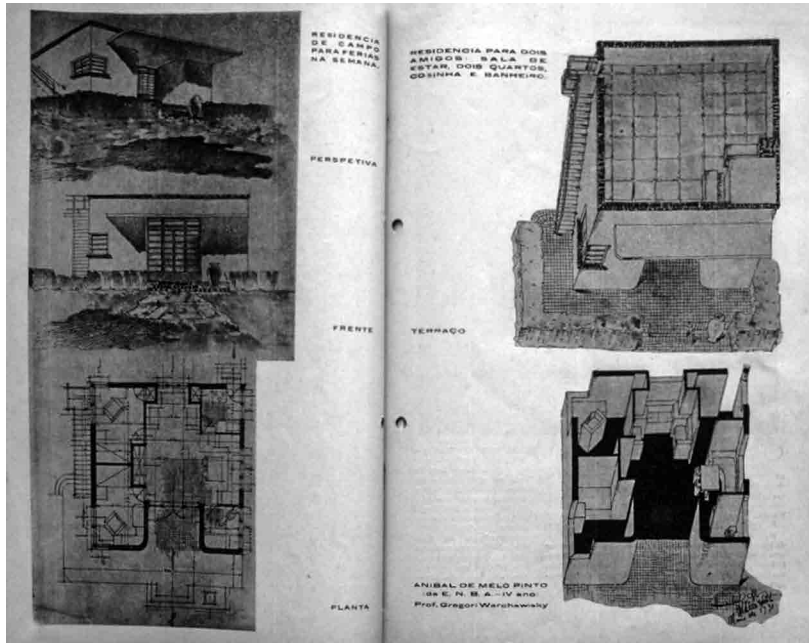 RESIDENCIA
DE CAMPO
PARA FERIAS
NA SEMANA.
PERSPETIVA
FRENTE
PLANTA
RESIDENCIA PARA DOIS
AMIGOS: SALA DE
ESTAR, DOIS QUARTOS,
COSINHA E BANHEIRO.
TERRAÇO
ANIBAL DE MELO PINTO
(da E. N. B. A.—IV ano)
Prof. Gregori Warchawisky